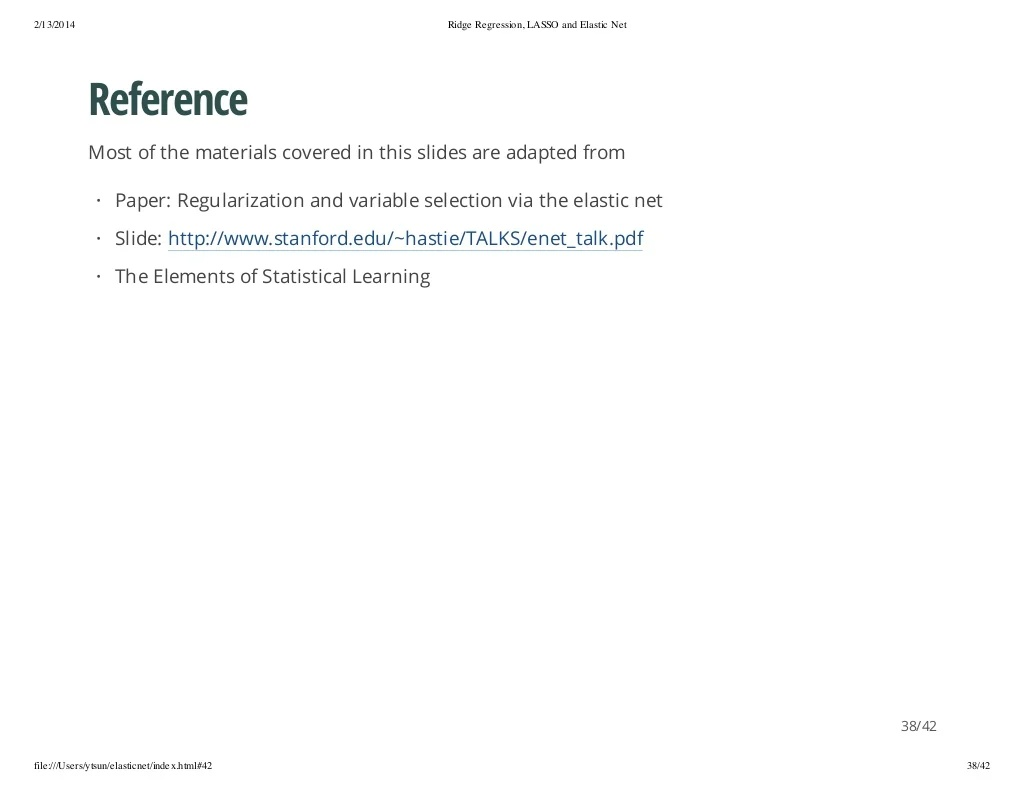 2/13/2014 Ridge Regression, LASSO and Elastic Net
Reference
Most of the materials covered in this slides are adapted from
· Paper: Regularization and variable selection via the elastic net
· Slide: http://www.stanford.edu/~hastie/TALKS/enet_talk.pdf
· The Elements of Statistical Learning
38/42
file:///Users/ytsun/elasticnet/index.html#42 38/42